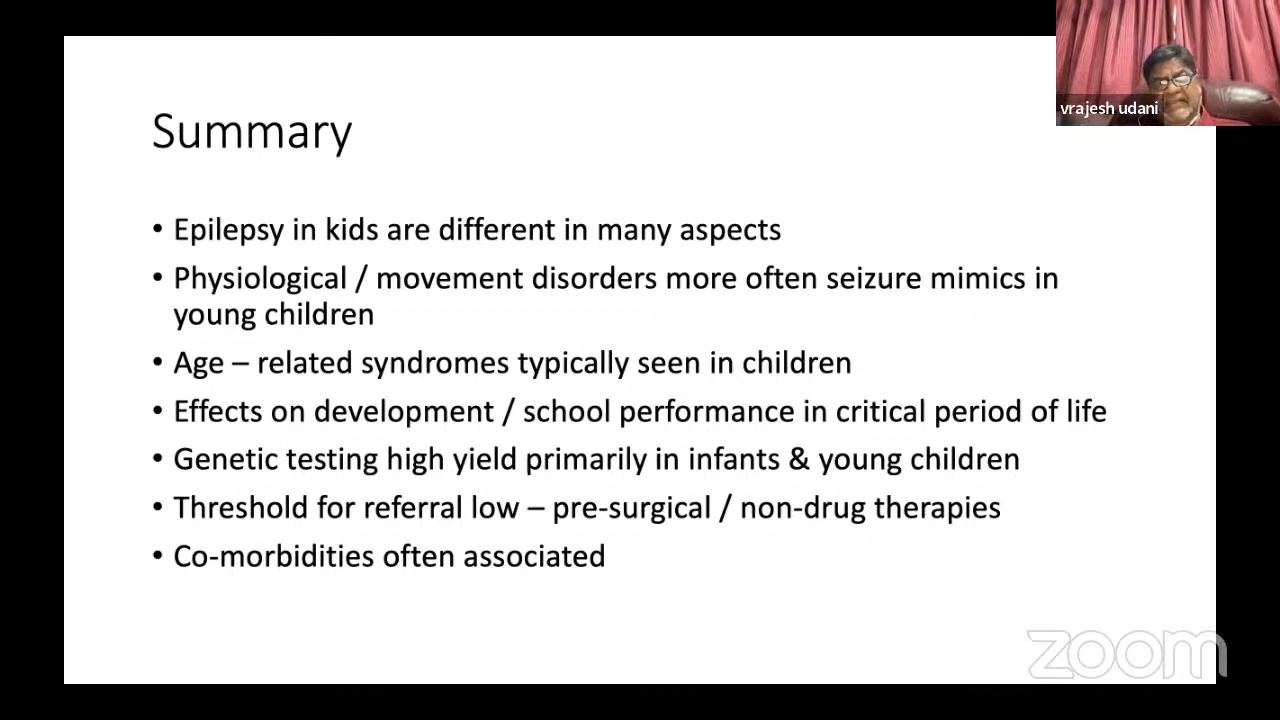 vrajesh udani
Summary
• Epilepsy in kids are different in many aspects
• Physiological / movement disorders more often seizure mimics in
young children
• Age – related syndromes typically seen in children
• Effects on development / school performance in critical period of life
• Genetic testing high yield primarily in infants & young children
• Threshold for referral low – pre-surgical / non-drug therapies
• Co-morbidities often associated
zoom